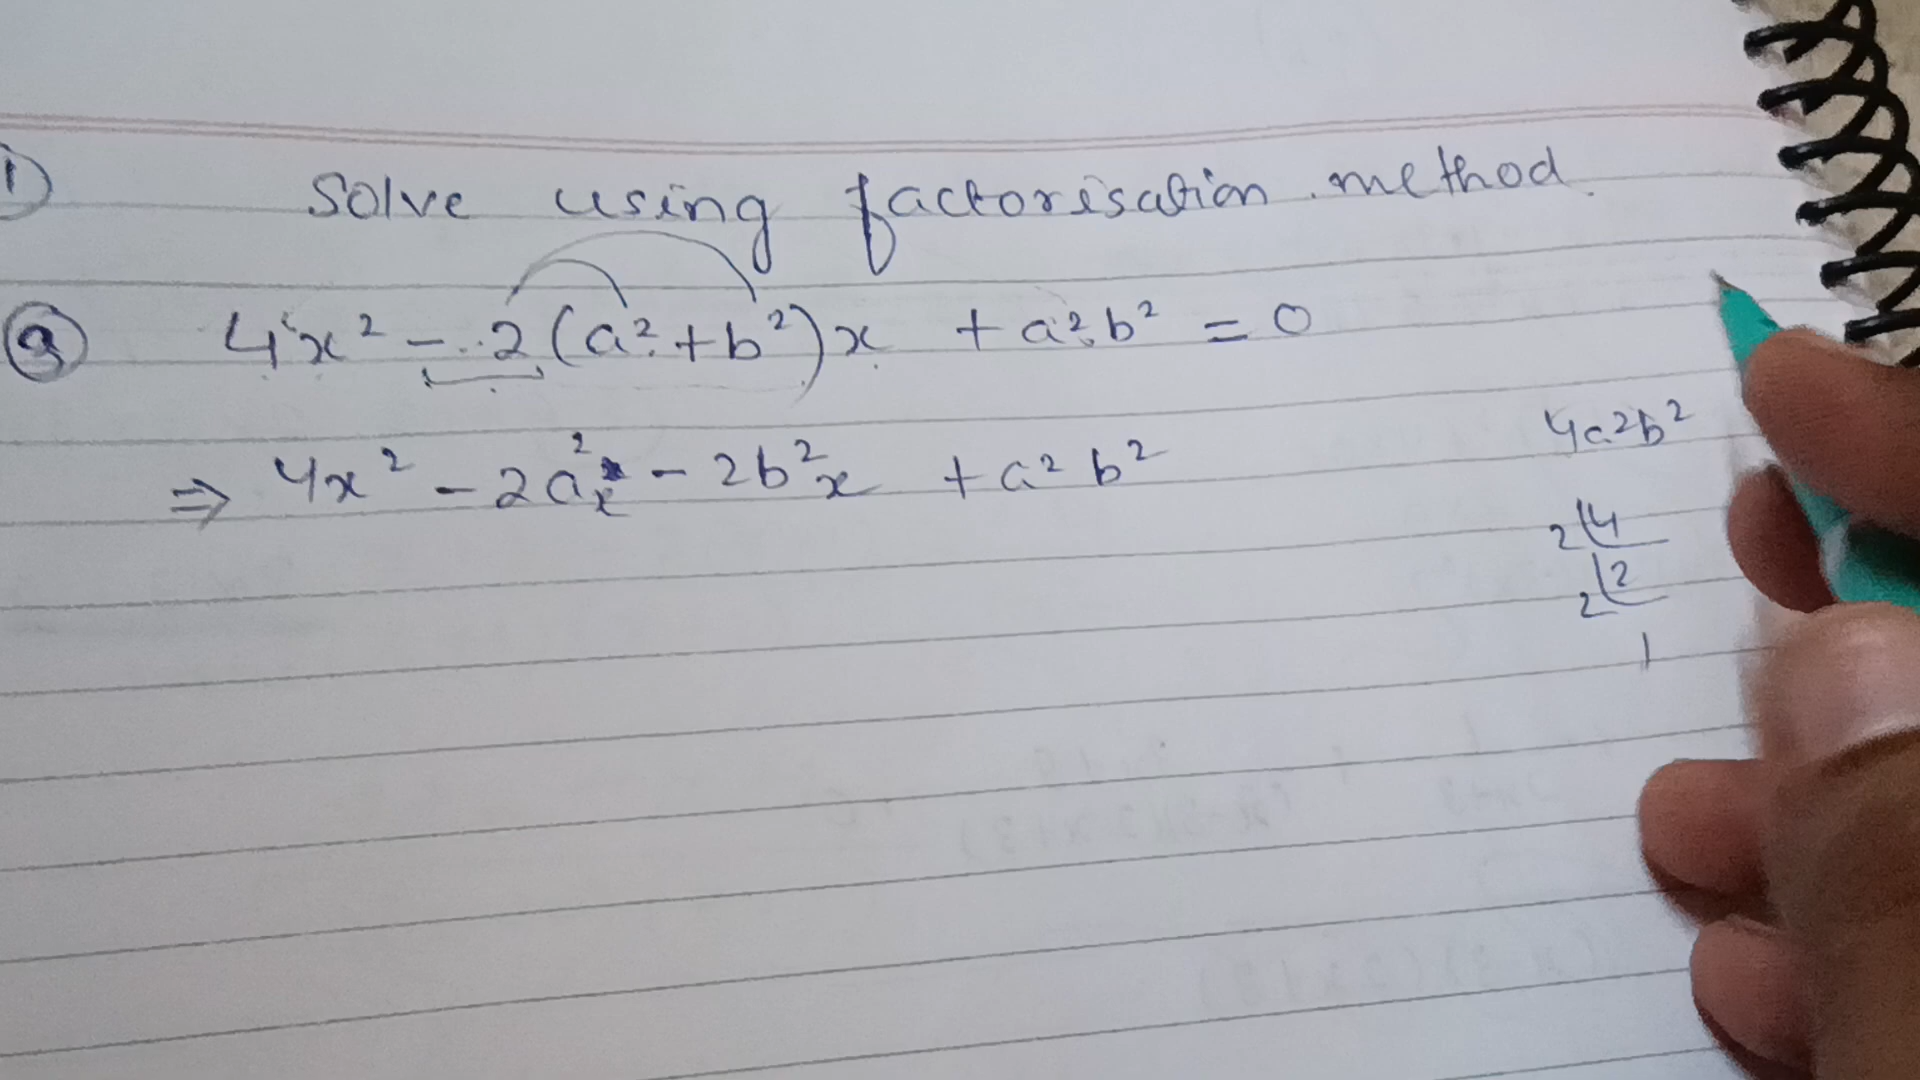 1) Solve using factorisation method.
a 4x² - 2(a²+b²)x + a²b² = 0
⇒ 4x² - 2a²x - 2b²x + a²b²
4a²b²
2 4
2 2
1